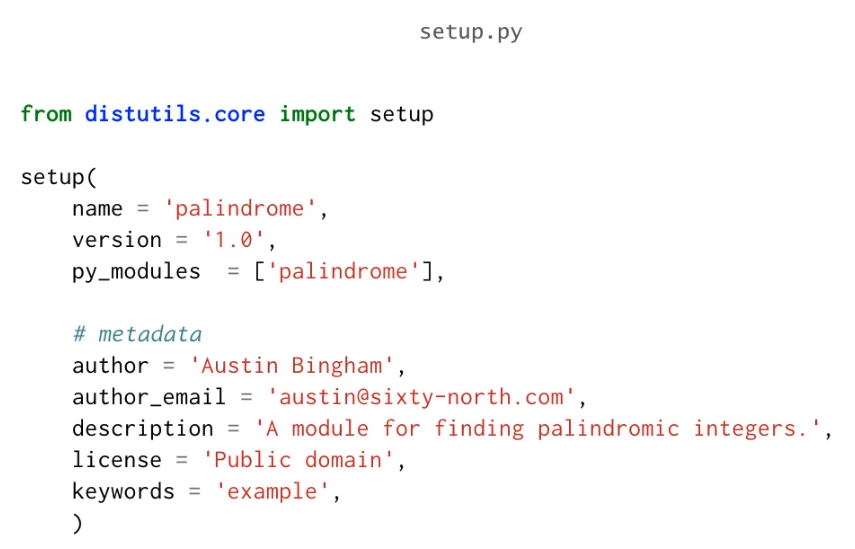 setup.py
from distutils.core import setup
setup(
name = 'palindrome',
version = '1.0',
py_modules  = ['palindrome'],
# metadata
author = 'Austin Bingham',
author_email = 'austin@sixty-north.com',
description = 'A module for finding palindromic integers.',
license = 'Public domain',
keywords = 'example',
)